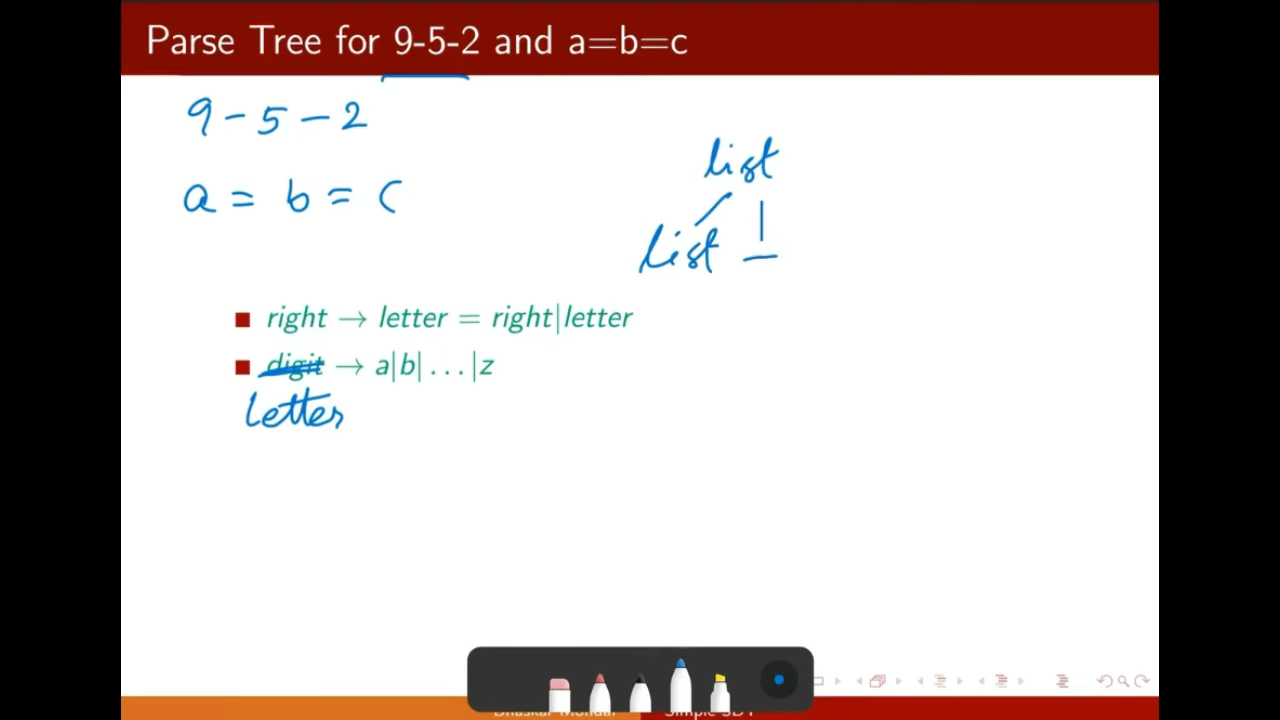 Parse Tree for 9-5-2 and a=b=c
9 - 5 - 2
a = b = c
list
list -
right → letter = right|letter
digit → a|b| . . . |z
letter